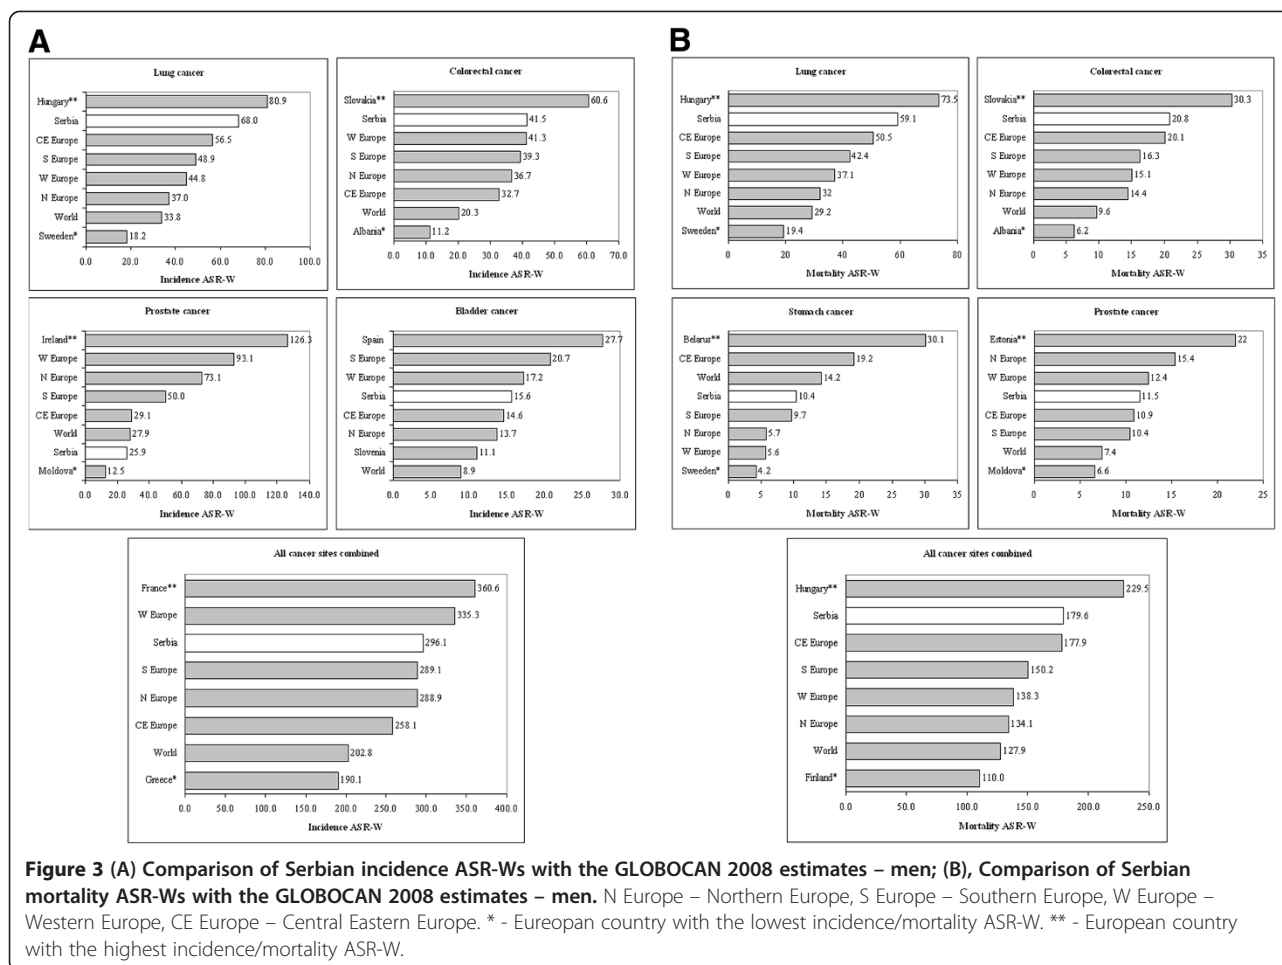 A
Lung cancer
Hungary** 80.9
Serbia 68.0
CE Europe 56.5
S Europe 48.9
W Europe 44.8
N Europe 37.0
World 33.8
Sweden* 18.2
0.0 20.0 40.0 60.0 80.0 100.0
Incidence ASR-W
Colorectal cancer
Slovakia** 60.6
Serbia 41.5
W Europe 41.3
S Europe 39.3
N Europe 36.7
CE Europe 32.7
World 20.3
Albania* 11.2
0.0 10.0 20.0 30.0 40.0 50.0 60.0 70.0
Incidence ASR-W
Prostate cancer
Ireland** 126.3
W Europe 93.1
N Europe 73.1
S Europe 50.0
CE Europe 29.1
World 27.9
Serbia 25.9
Moldova* 12.5
0.0 20.0 40.0 60.0 80.0 100.0 120.0 140.0
Incidence ASR-W
Bladder cancer
Spain 27.7
S Europe 20.7
W Europe 17.2
Serbia 15.6
CE Europe 14.6
N Europe 13.7
Slovenia 11.1
World 8.9
0.0 5.0 10.0 15.0 20.0 25.0 30.0
Incidence ASR-W
All cancer sites combined
France** 360.6
W Europe 335.3
Serbia 296.1
S Europe 289.1
N Europe 288.9
CE Europe 258.1
World 202.8
Greece* 190.1
0.0 50.0 100.0 150.0 200.0 250.0 300.0 350.0 400.0
Incidence ASR-W
B
Lung cancer
Hungary** 73.5
Serbia 59.1
CE Europe 50.5
S Europe 42.4
W Europe 37.1
N Europe 32
World 29.2
Sweden* 19.4
0 20 40 60 80
Mortality ASR-W
Colorectal cancer
Slovakia** 30.3
Serbia 20.8
CE Europe 20.1
S Europe 16.3
W Europe 15.1
N Europe 14.4
World 9.6
Albania* 6.2
0 5 10 15 20 25 30 35
Mortality ASR-W
Stomach cancer
Belarus** 30.1
CE Europe 19.2
World 14.2
Serbia 10.4
S Europe 9.7
N Europe 5.7
W Europe 5.6
Sweden* 4.2
0 5 10 15 20 25 30 35
Mortality ASR-W
Prostate cancer
Estonia** 22
N Europe 15.4
W Europe 12.4
Serbia 11.5
CE Europe 10.9
S Europe 10.4
World 7.4
Moldova* 6.6
0 5 10 15 20 25
Mortality ASR-W
All cancer sites combined
Hungary** 229.5
Serbia 179.6
CE Europe 177.9
S Europe 150.2
W Europe 138.3
N Europe 134.1
World 127.9
Finland* 110.0
0.0 50.0 100.0 150.0 200.0 250.0
Mortality ASR-W
Figure 3 (A) Comparison of Serbian incidence ASR-Ws with the GLOBOCAN 2008 estimates – men; (B), Comparison of Serbian
mortality ASR-Ws with the GLOBOCAN 2008 estimates – men. N Europe – Northern Europe, S Europe – Southern Europe, W Europe –
Western Europe, CE Europe – Central Eastern Europe. * - Eureopan country with the lowest incidence/mortality ASR-W. ** - European country
with the highest incidence/mortality ASR-W.